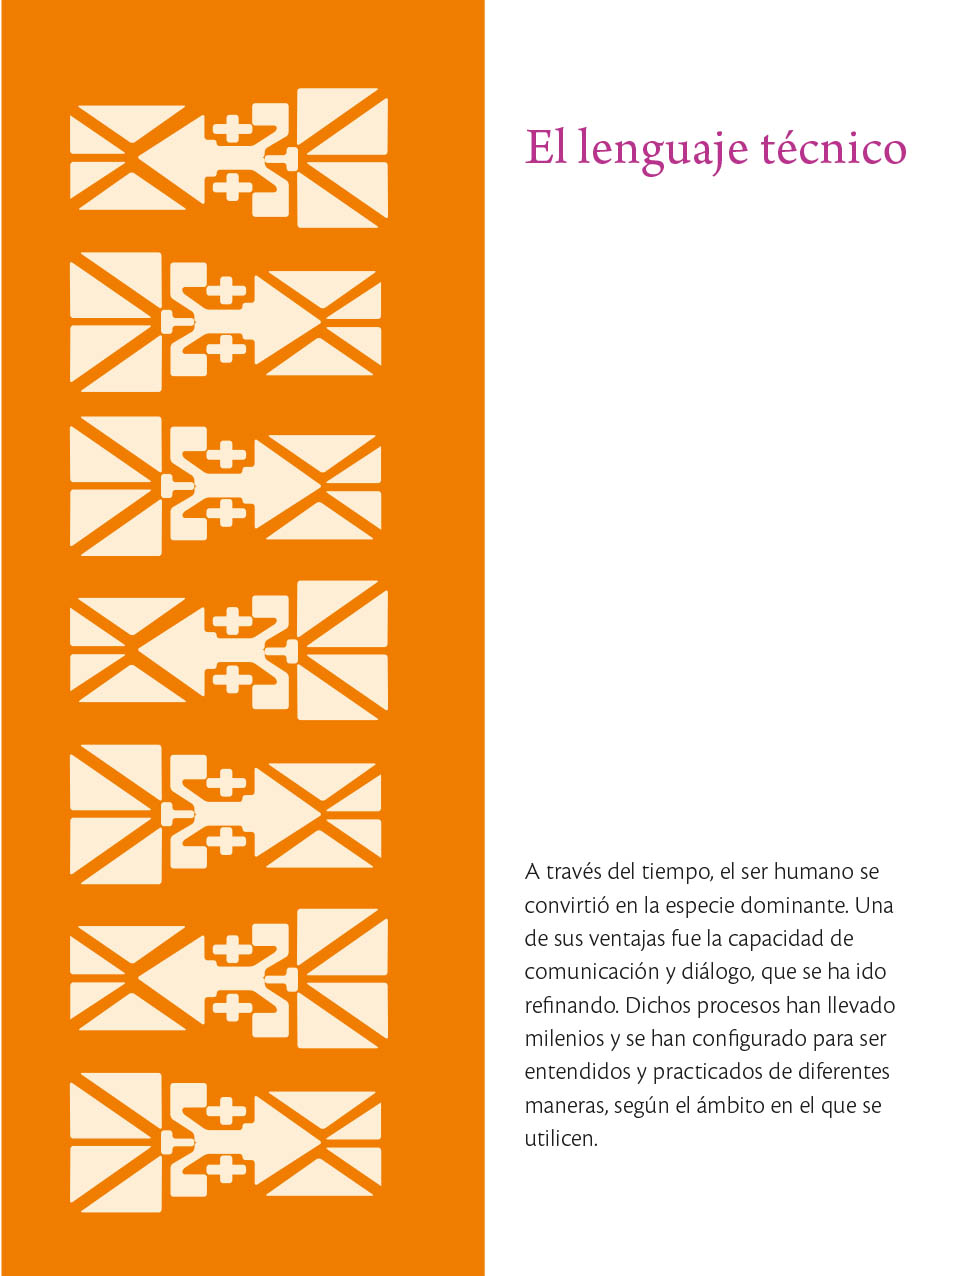 El lenguaje técnico
A través del tiempo, el ser humano se
convirtió en la especie dominante. Una
de sus ventajas fue la capacidad de
comunicación y diálogo, que se ha ido
refinando. Dichos procesos han llevado
milenios y se han configurado para ser
entendidos y practicados de diferentes
maneras, según el ámbito en el que se
utilicen.